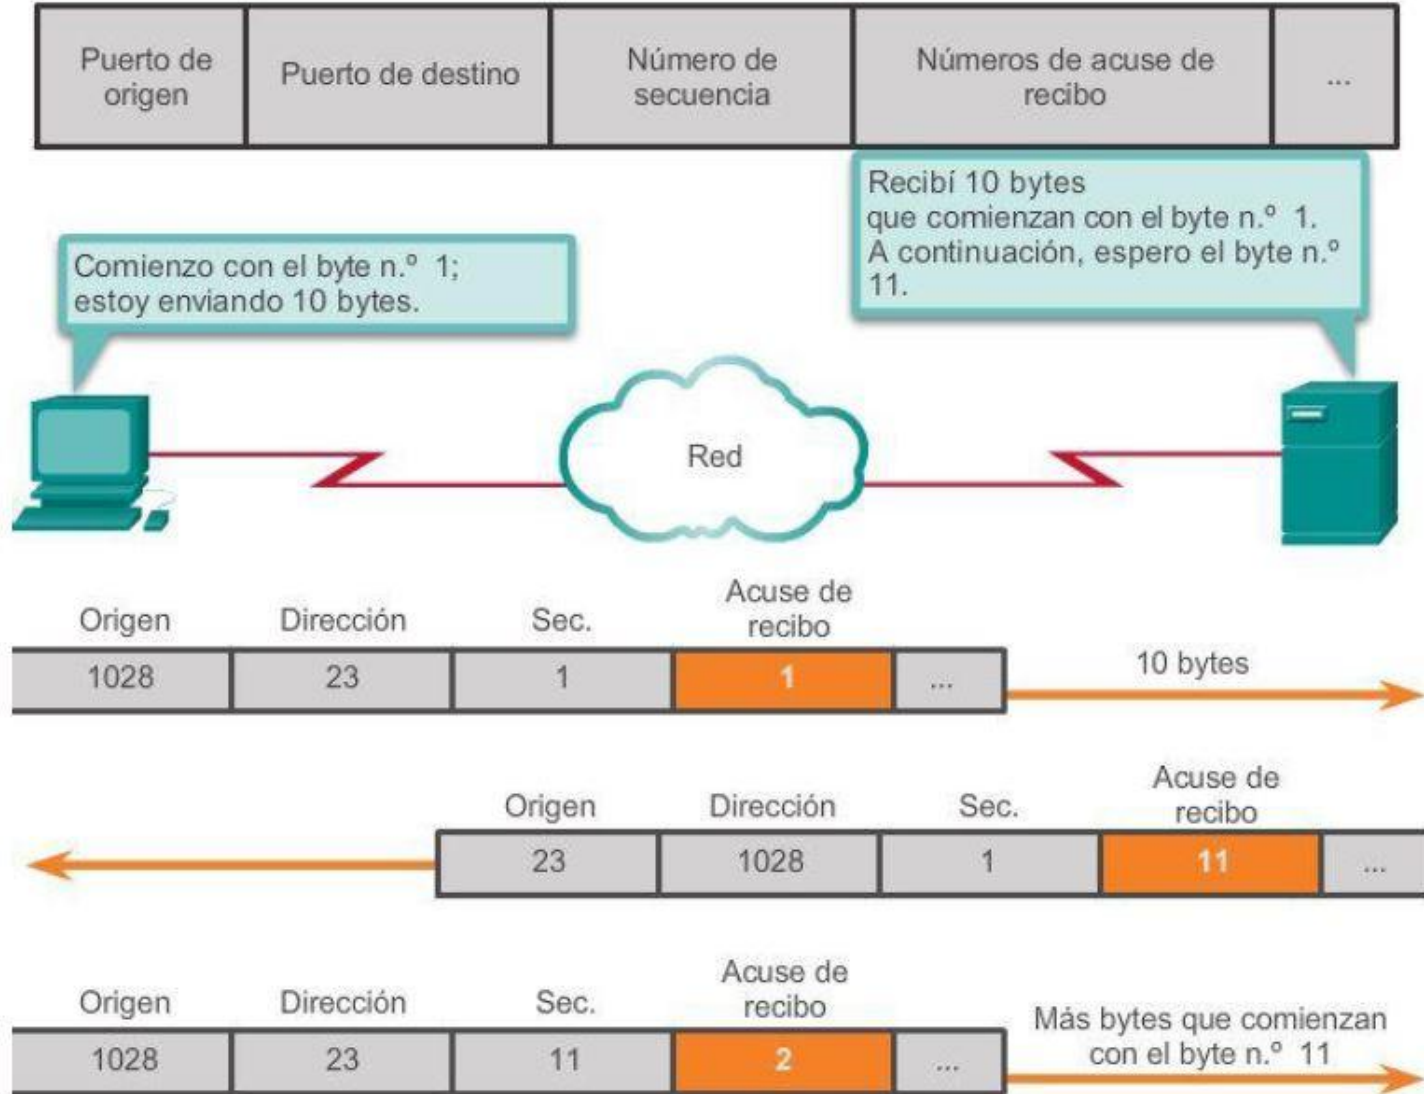 Puerto de
origen
Puerto de destino
Número de
secuencia
Números de acuse de
recibo
...
Comienzo con el byte n.º 1;
estoy enviando 10 bytes.
Recibí 10 bytes
que comienzan con el byte n.º 1.
A continuación, espero el byte n.º
11.
Red
Origen
Dirección
Sec.
Acuse de
recibo
1028
23
1
1
...
10 bytes
Origen
Dirección
Sec.
Acuse de
recibo
23
1028
1
11
...
Origen
Dirección
Sec.
Acuse de
recibo
1028
23
11
2
...
Más bytes que comienzan
con el byte n.º 11